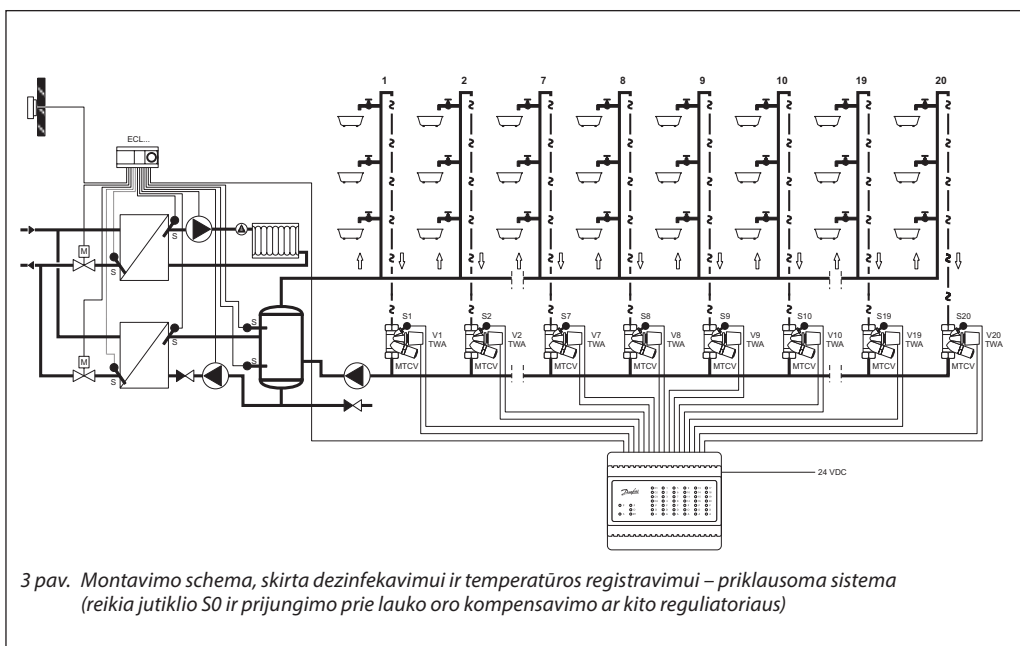 1 2 7 8 9 10 19 20
ECL...
M S S
S
M S S
S
S1 S2 S7 S8 S9 S10 S19 S20
V1 V2 V7 V8 V9 V10 V19 V20
TWA TWA TWA TWA TWA TWA TWA TWA
MTCV MTCV MTCV MTCV MTCV MTCV MTCV MTCV
24 VDC
Danfoss
3 pav. Montavimo schema, skirta dezinfekavimui ir temperatūros registravimui – priklausoma sistema
(reikia jutiklio S0 ir prijungimo prie lauko oro kompensavimo ar kito reguliatoriaus)